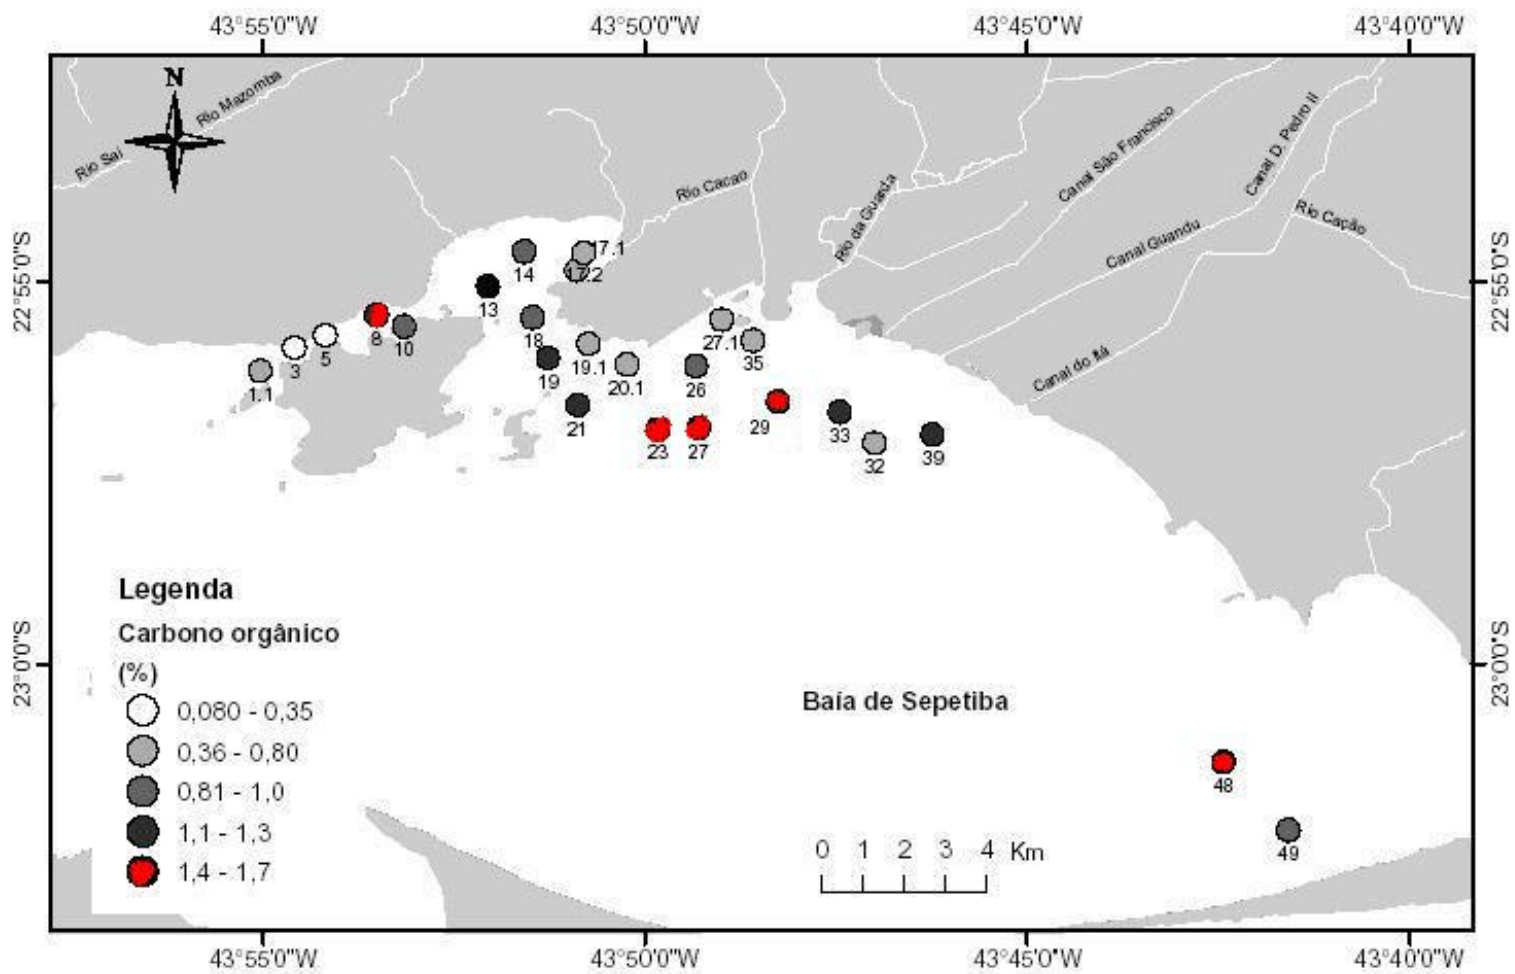 43°55'0"W 43°50'0"W 43°45'0"W 43°40'0"W
N
Rio Mazomba
Rio Sai
Rio Cacao
Rio da Guarda
Canal São Francisco
Canal D. Pedro II
Canal Guandu
Rio Cação
Canal do Itá
22°55'0"S 22°55'0"S
14
17.1
17.2
13
8
10
18
5
3
1.1
19
19.1
20.1
26
27.1
35
21
23
27
29
33
32
39
Legenda
Carbono orgânico
(%)
0,080 - 0,35
0,36 - 0,80
0,81 - 1,0
1,1 - 1,3
1,4 - 1,7
23°0'0"S 23°0'0"S
Baía de Sepetiba
48
49
0 1 2 3 4 Km
43°55'0"W 43°50'0"W 43°45'0"W 43°40'0"W